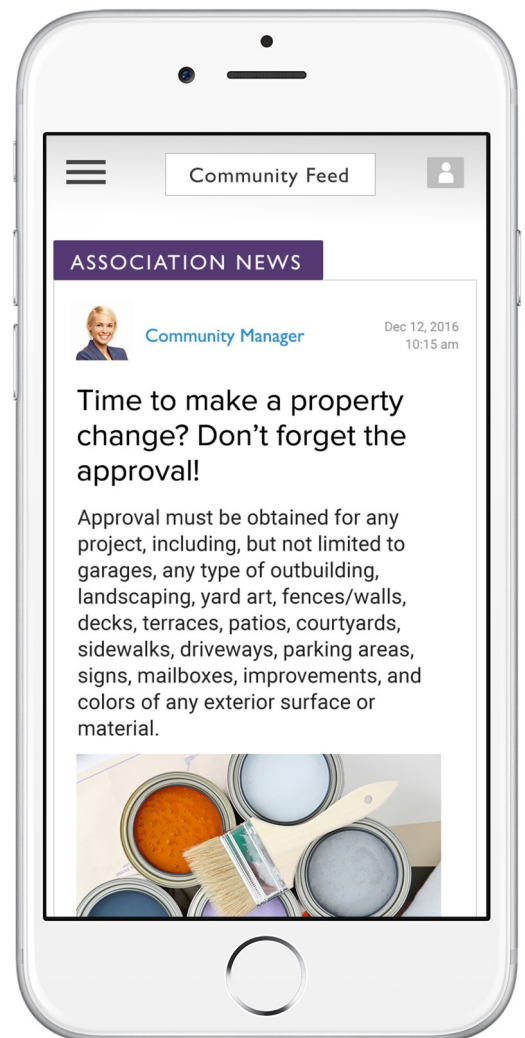 Community Feed
ASSOCIATION NEWS
Community Manager
Dec 12, 2016
10:15 am
Time to make a property
change? Don't forget the
approval!
Approval must be obtained for any
project, including, but not limited to
garages, any type of outbuilding,
landscaping, yard art, fences/walls,
decks, terraces, patios, courtyards,
sidewalks, driveways, parking areas,
signs, mailboxes, improvements, and
colors of any exterior surface or
material.